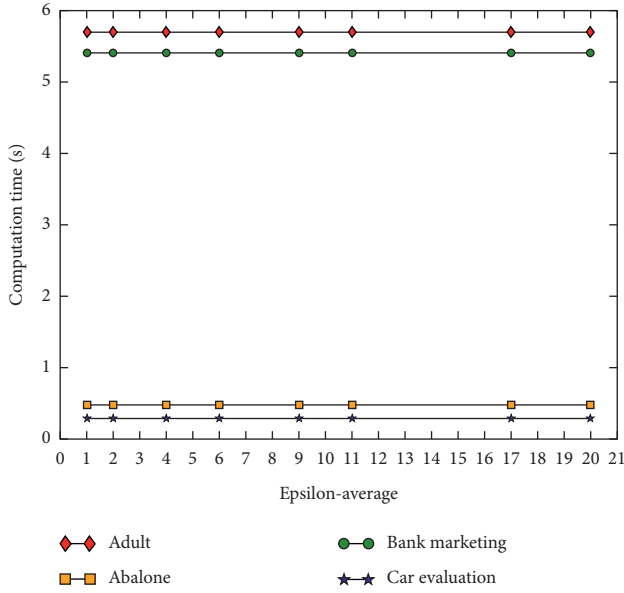 6
5
4
3
2
1
0
Computation time (s)
0 1 2 3 4 5 6 7 8 9 10 11 12 13 14 15 16 17 18 19 20 21
Epsilon-average
Adult Bank marketing
Abalone Car evaluation